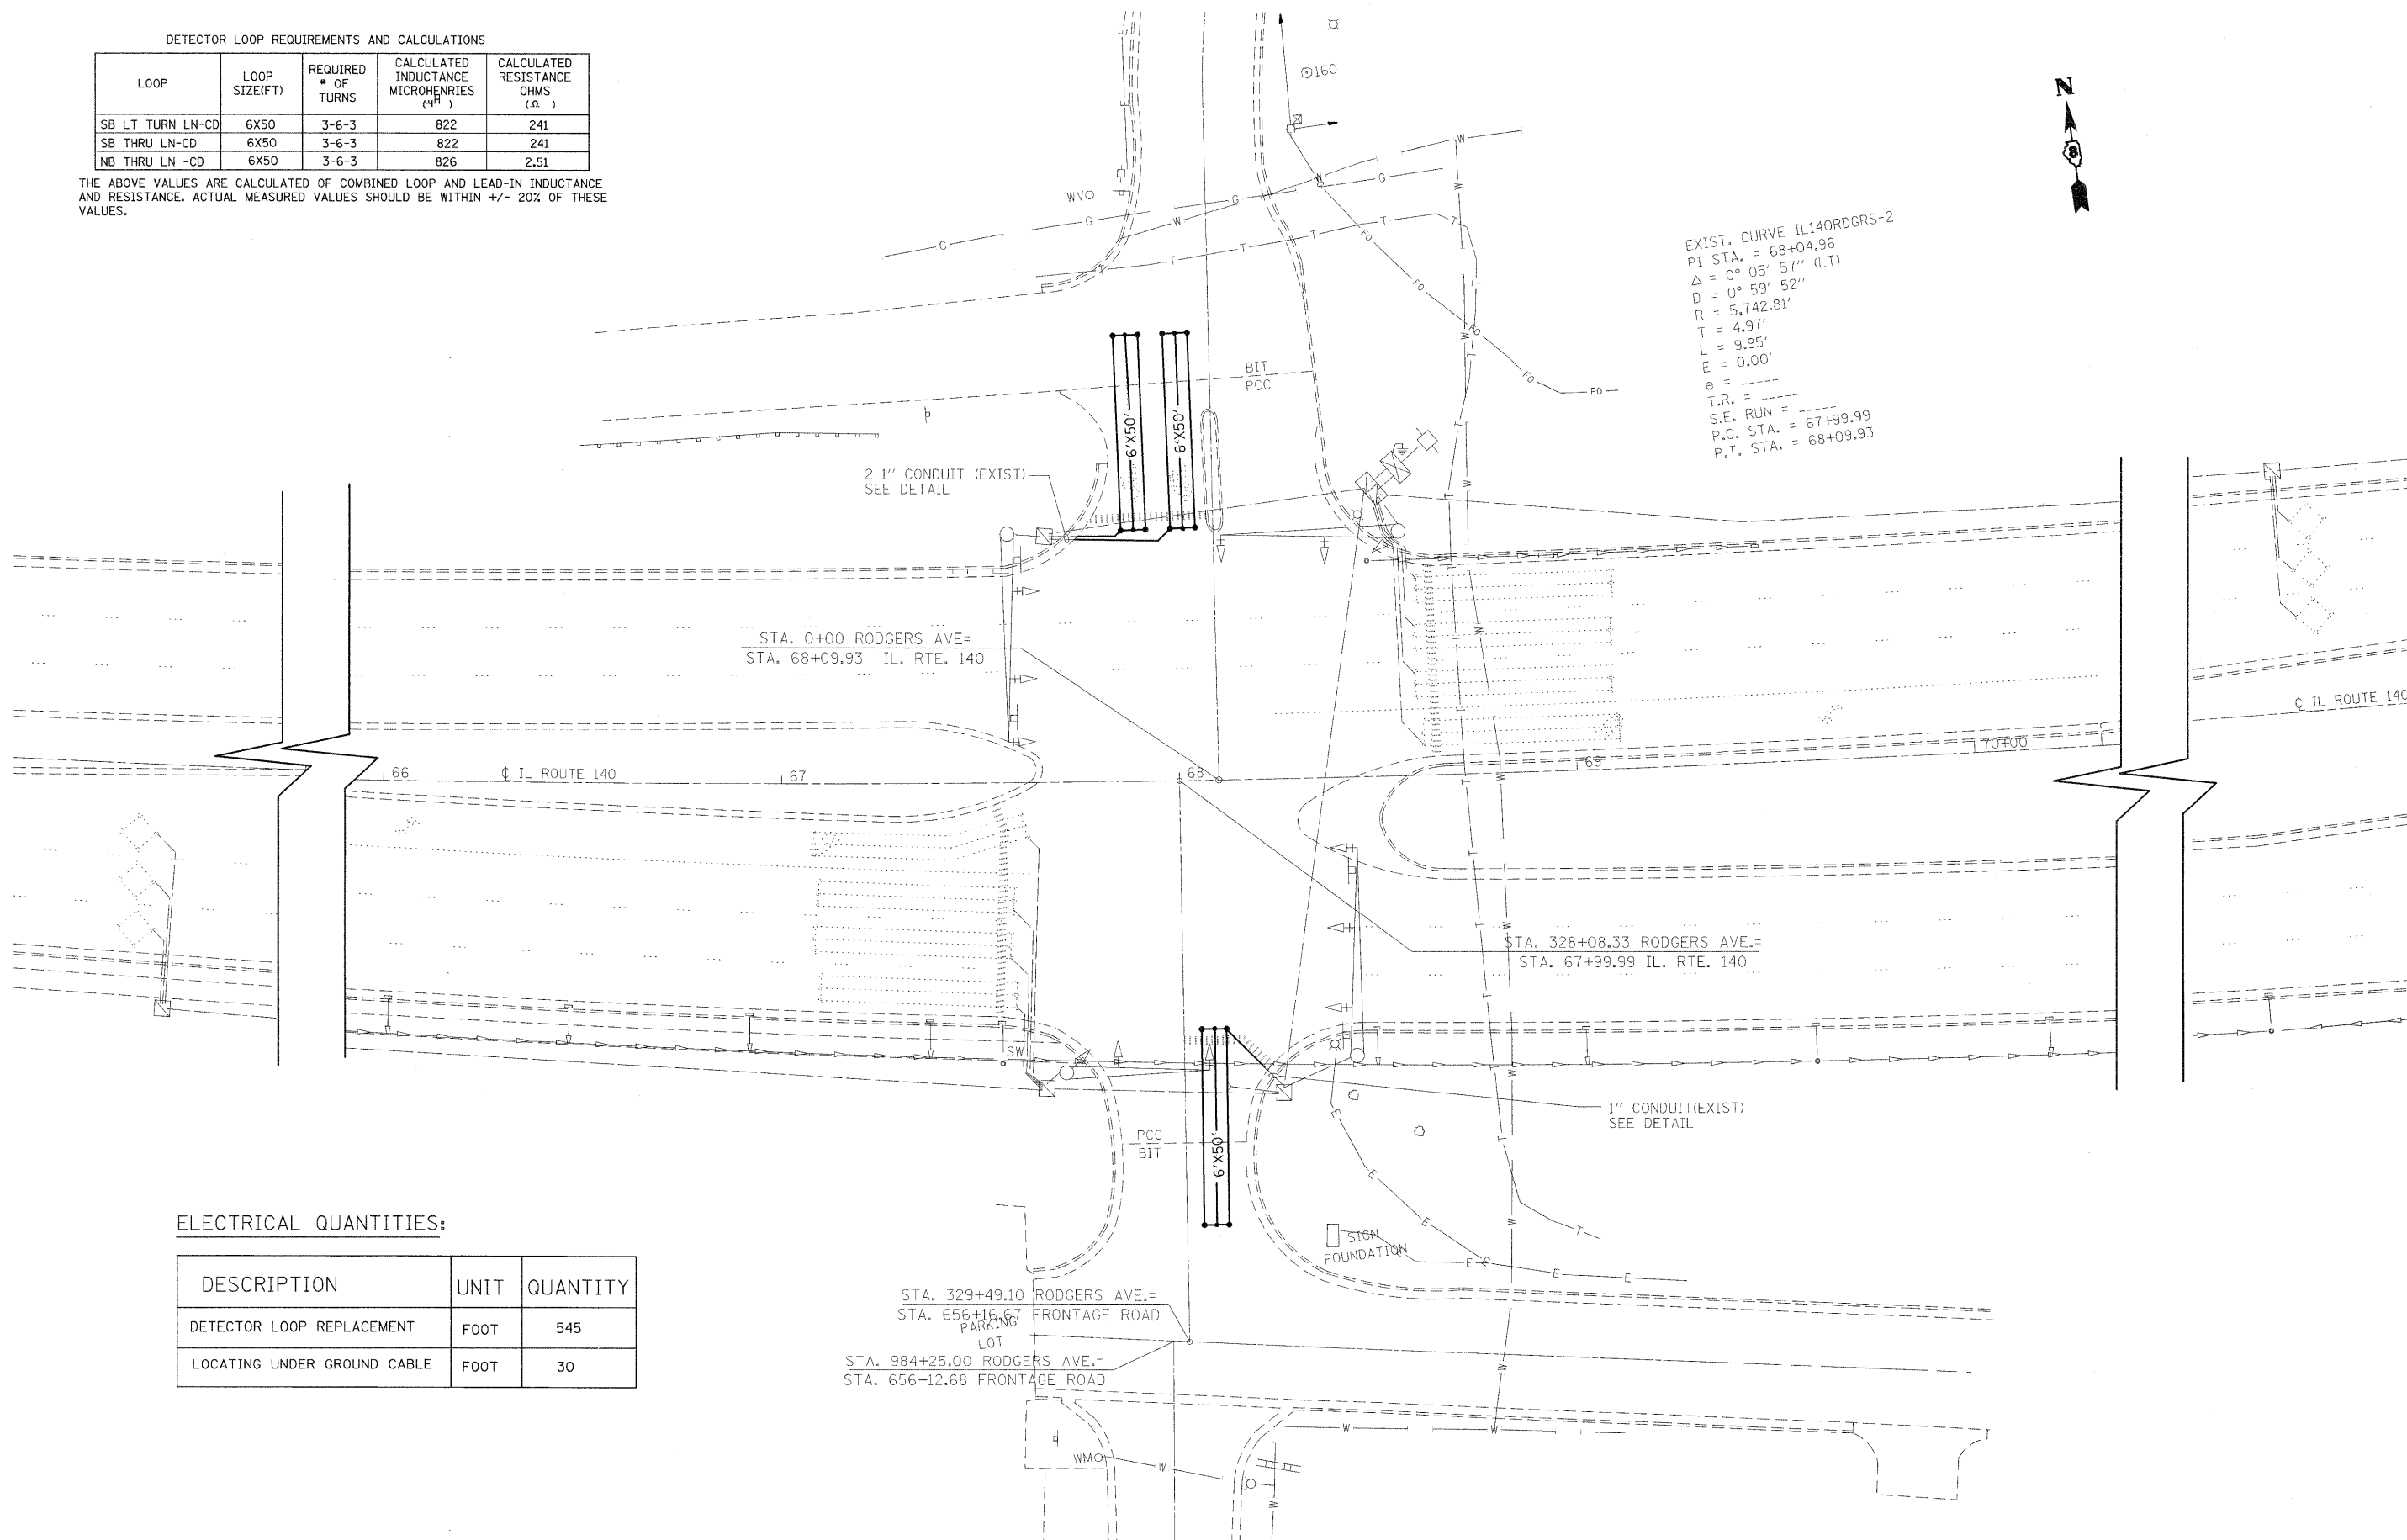 DETECTOR LOOP REQUIREMENTS AND CALCULATIONS
LOOP LOOP SIZE(FT) REQUIRED # OF TURNS CALCULATED INDUCTANCE MICROHENRIES CALCULATED RESISTANCE OHMS (Ω)
SB LT TURN LN-CD 6X50 3-6-3 822 241
SB THRU LN-CD 6X50 3-6-3 822 241
NB THRU LN -CD 6X50 3-6-3 826 2.51
THE ABOVE VALUES ARE CALCULATED OF COMBINED LOOP AND LEAD-IN INDUCTANCE
AND RESISTANCE. ACTUAL MEASURED VALUES SHOULD BE WITHIN +/- 20% OF THESE
VALUES.
160
N
8
WVO
EXIST. CURVE IL140RDGRS-2
PI STA. = 68+04.96
Δ = 0° 05' 57" (LT)
D = 0° 59' 52"
R = 5,742.81'
T = 4.97'
L = 9.95'
E = 0.00'
e = -----
T.R. = -----
S.E. RUN = -----
P.C. STA. = 67+99.99
P.T. STA. = 68+09.93
BIT
PCC
6'X50'
6'X50'
2-1" CONDUIT (EXIST)
SEE DETAIL
STA. 0+00 RODGERS AVE=
STA. 68+09.93 IL. RTE. 140
℄ IL ROUTE 140
66
℄ IL ROUTE 140
67
68
69
70+00
STA. 328+08.33 RODGERS AVE.=
STA. 67+99.99 IL. RTE. 140
SW
1" CONDUIT(EXIST)
SEE DETAIL
PCC
BIT
6'X50'
SIGN
FOUNDATION
ELECTRICAL QUANTITIES:
DESCRIPTION UNIT QUANTITY
DETECTOR LOOP REPLACEMENT FOOT 545
LOCATING UNDER GROUND CABLE FOOT 30
STA. 329+49.10 RODGERS AVE.=
STA. 656+16.67 FRONTAGE ROAD
PARKING
LOT
STA. 984+25.00 RODGERS AVE.=
STA. 656+12.68 FRONTAGE ROAD
WMO